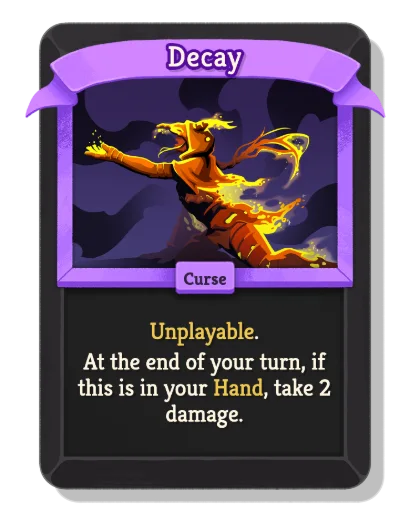 Decay
Curse
Unplayable.
At the end of your turn, if
this is in your Hand, take 2
damage.